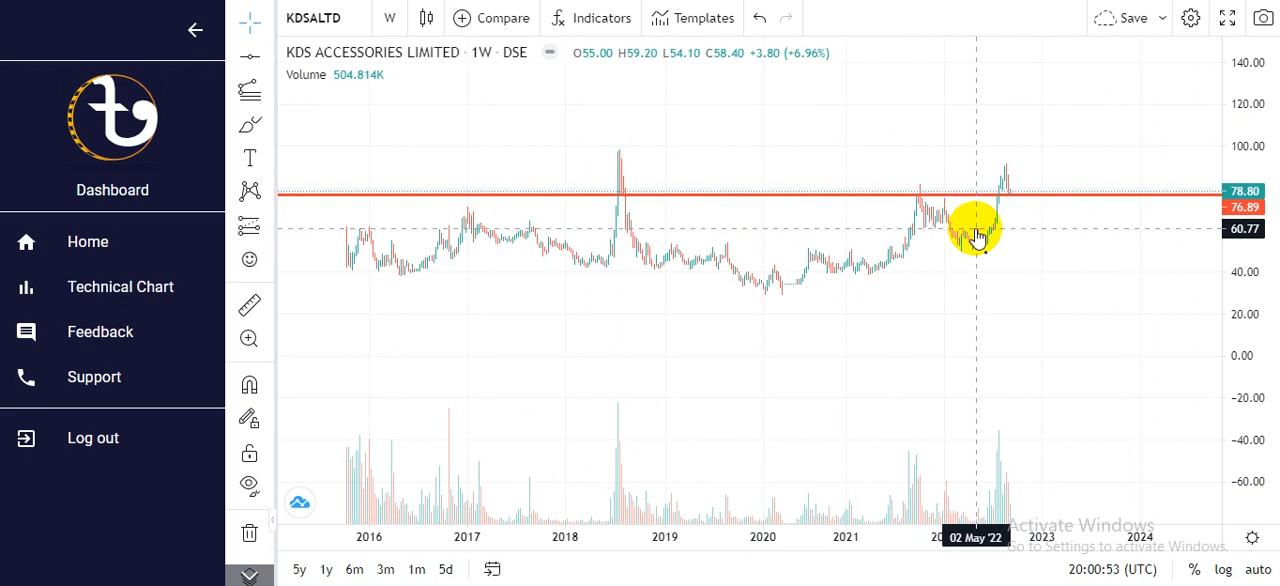 KDSALTD W Compare Indicators Templates Save
KDS ACCESSORIES LIMITED · 1W · DSE O55.00 H59.20 L54.10 C58.40 +3.80 (+6.96%)
Volume 504.814K
Dashboard
Home
Technical Chart
Feedback
Support
Log out
140.00
120.00
100.00
78.80
76.89
60.77
40.00
20.00
0.00
-20.00
-40.00
-60.00
2016 2017 2018 2019 2020 2021 02 May '22 2023 2024
Activate Windows
Go to Settings to activate Windows.
5y 1y 6m 3m 1m 5d 20:00:53 (UTC) % log auto